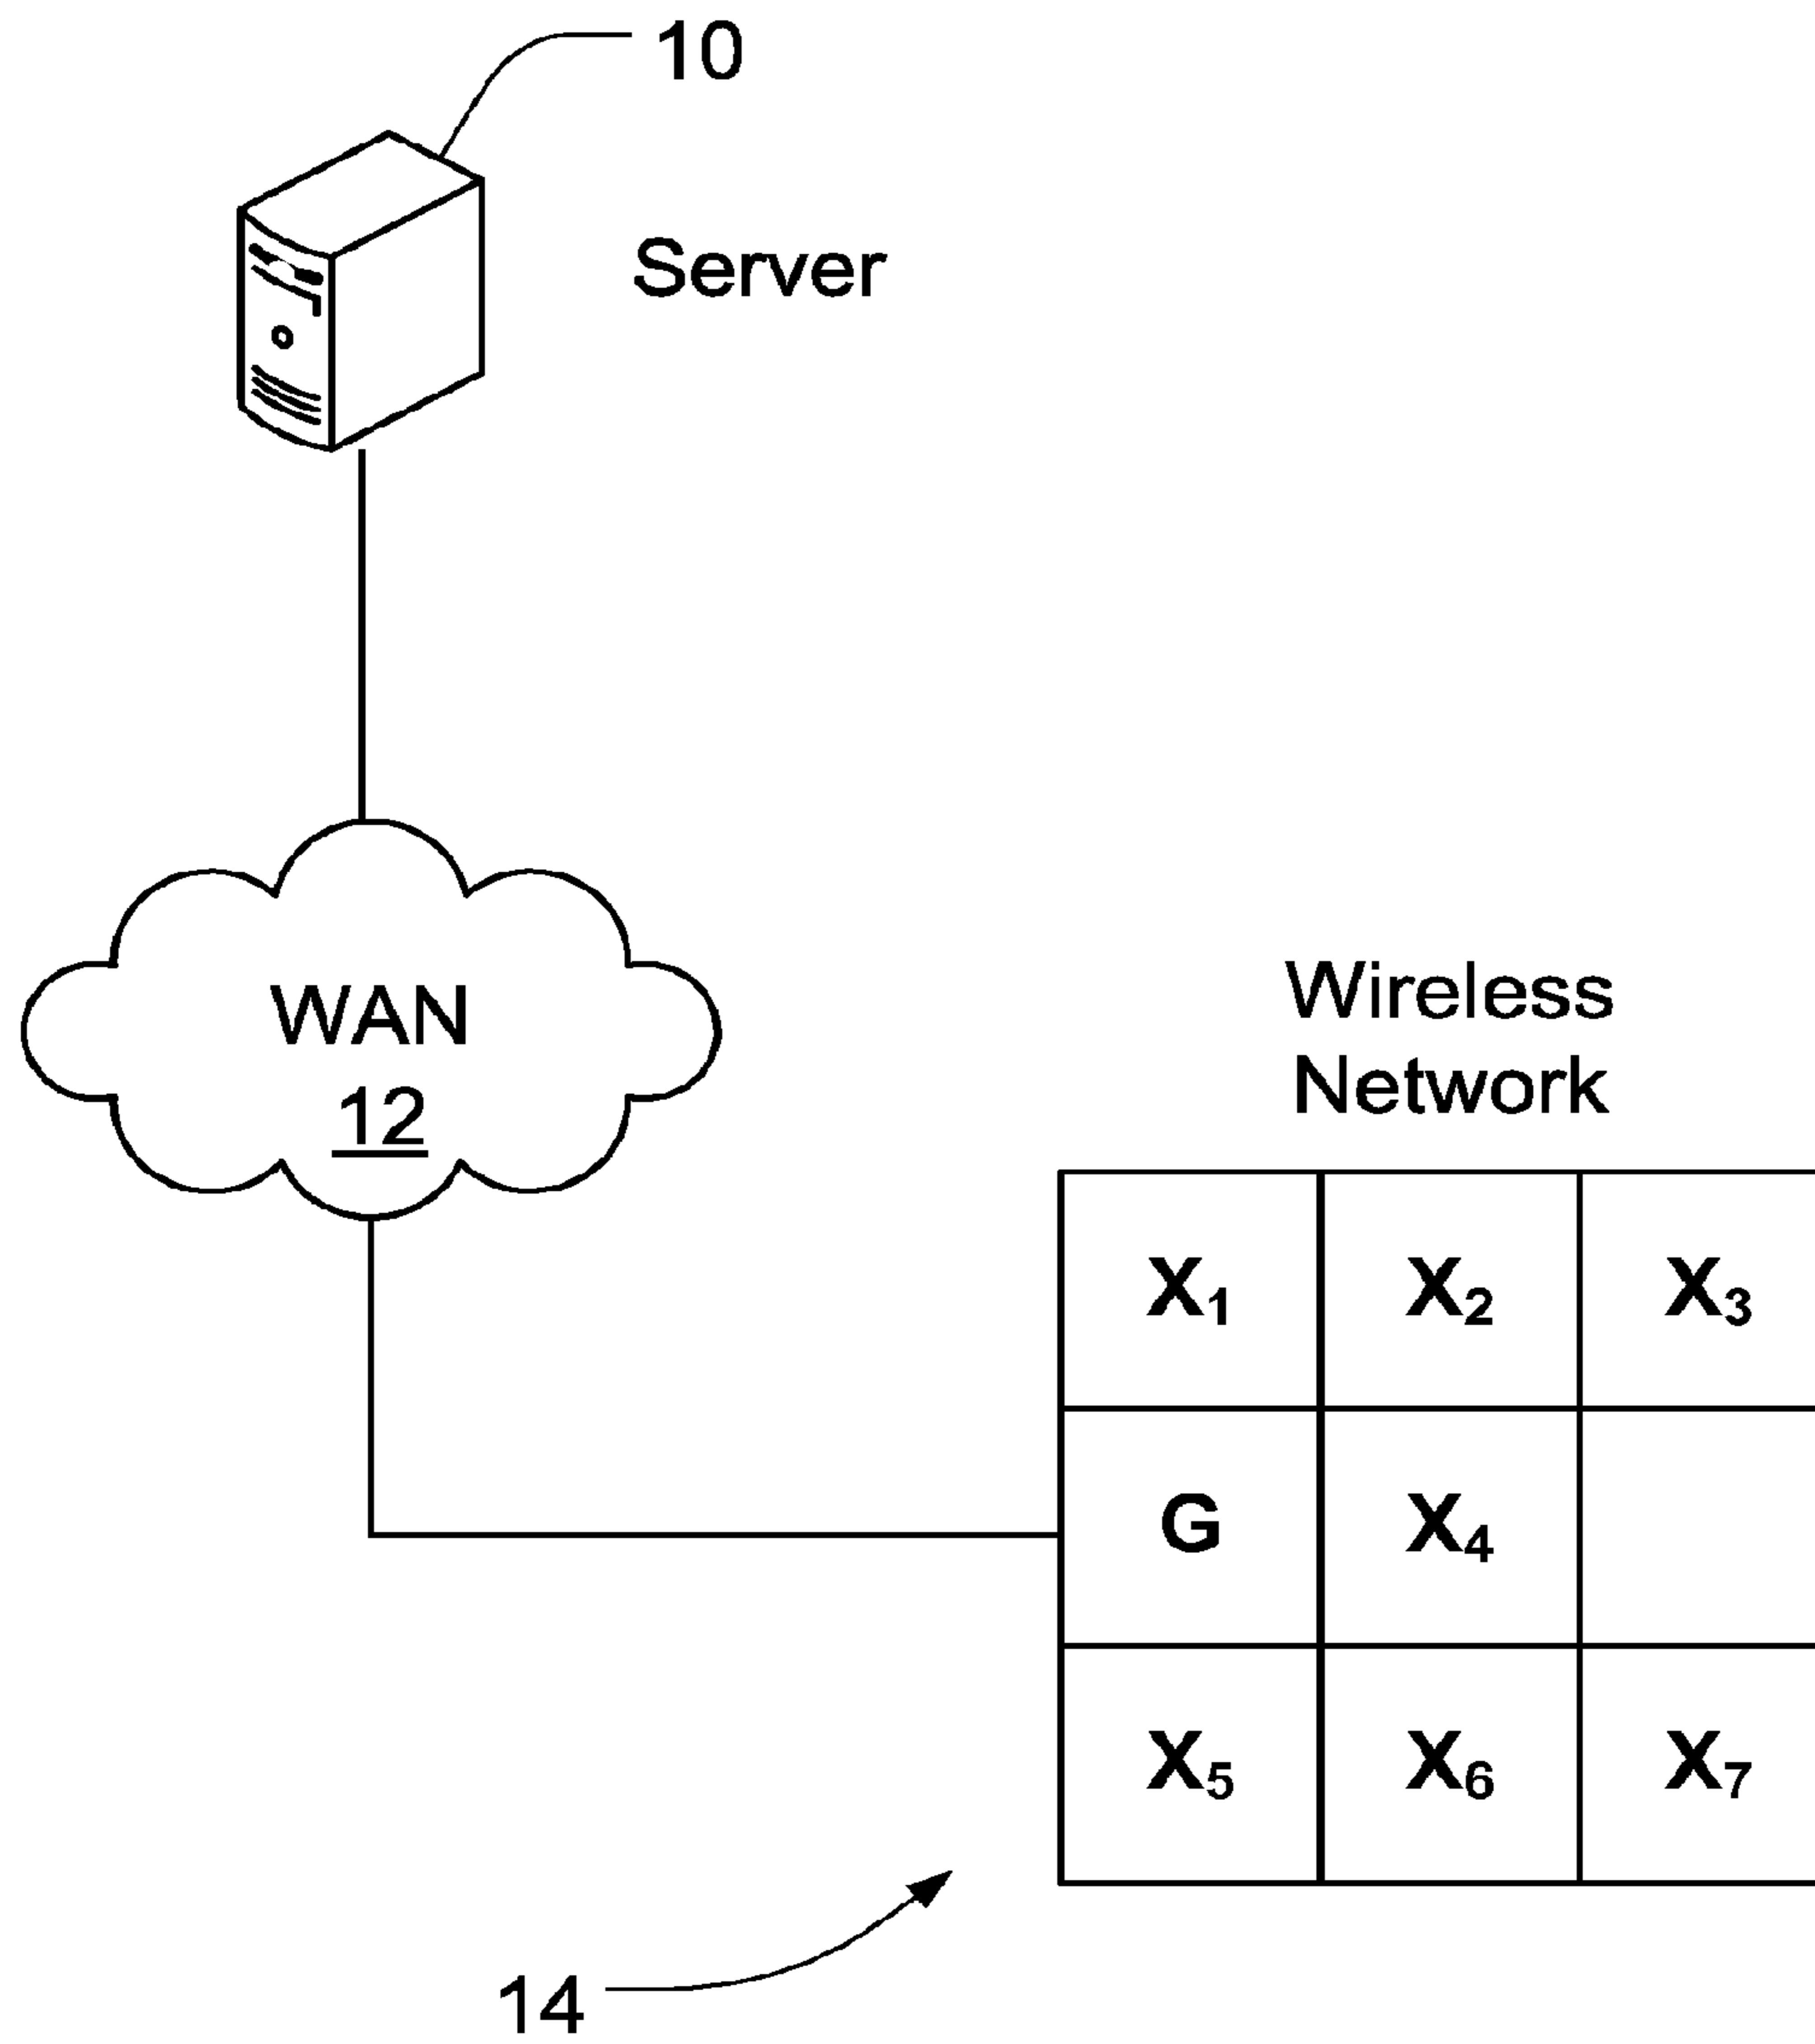 10
Server
WAN
12
Wireless
Network
X₁ X₂ X₃
G X₄
X₅ X₆ X₇
14